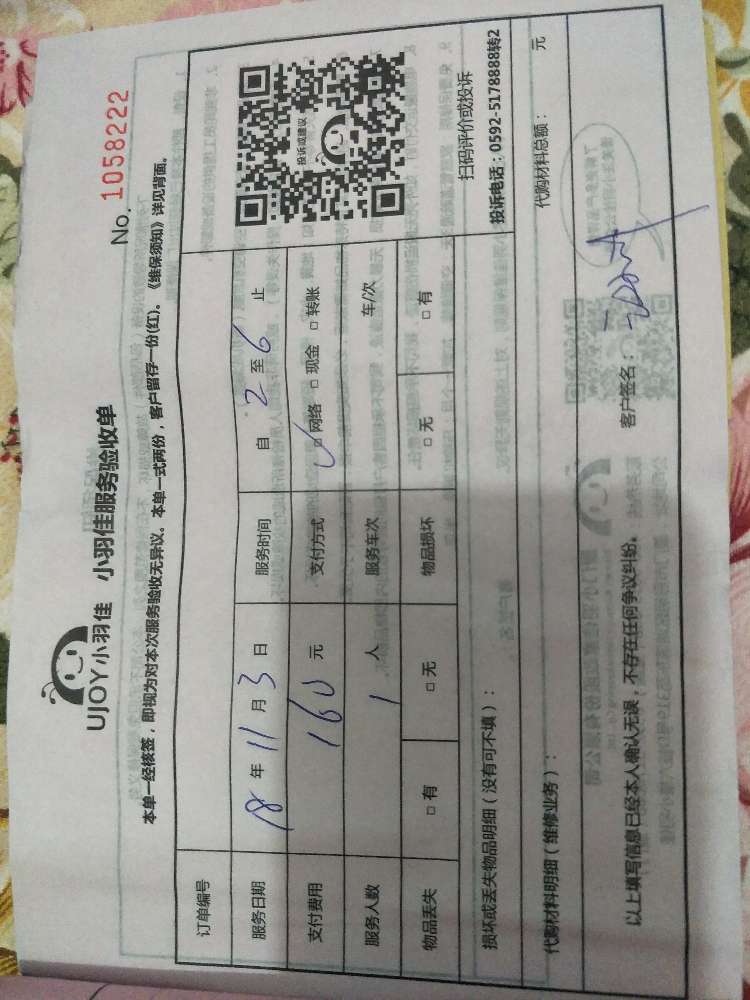 UJOY小羽佳 小羽佳服务验收单
No. 1058222
本单一经核签，即视为对本次服务验收无异议。本单一式两份，客户留存一份(红)。《维保须知》详见背面。
订单编号
服务日期 18 年 11 月 3 日 服务时间 自 2 至 6 止
支付费用 160 元 支付方式 ✓□ 网络 □ 现金 □ 转账
服务人数 1 人 服务车次 车/次
物品丢失 □ 有 □ 无 物品损坏 □ 无 □ 有
投诉或建议
扫码评价或投诉
投诉电话：0592-5178888转2
损坏或丢失物品明细（没有可不填）：
代购材料明细（维修业务）： 代购材料总额： 元
以上填写信息已经本人确认无误，不存在任何争议纠纷。 客户签名：